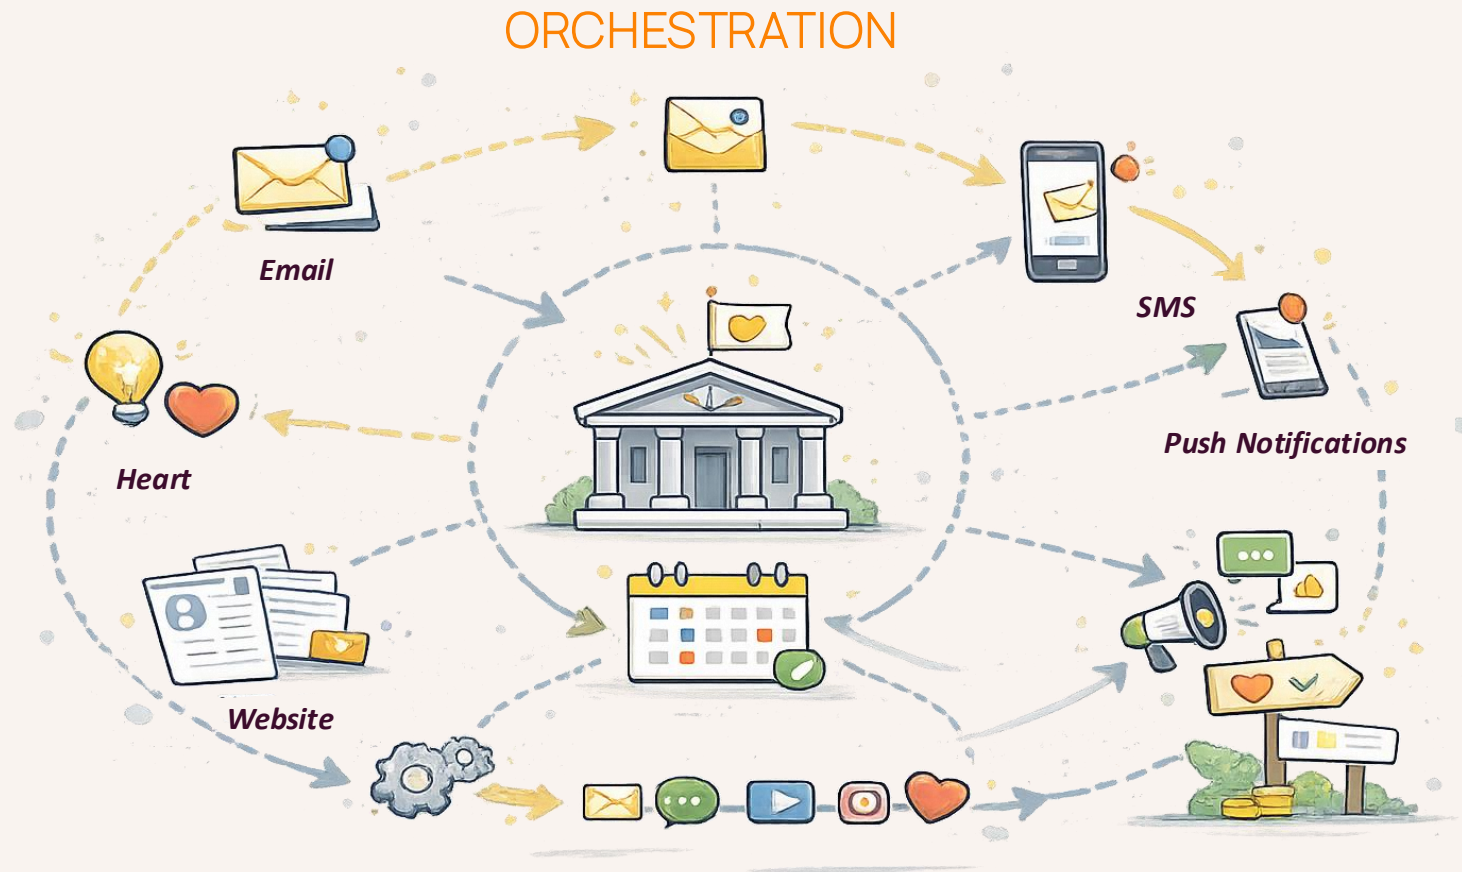 ORCHESTRATION
Email
SMS
Push Notifications
Heart
Website